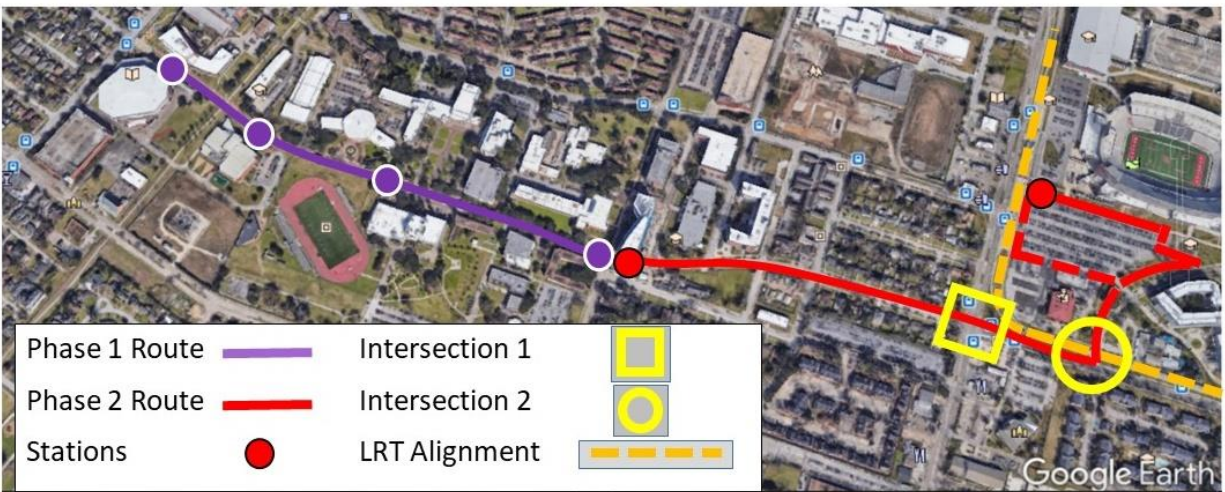 Phase 1 Route Intersection 1
Phase 2 Route Intersection 2
Stations LRT Alignment
Google Earth